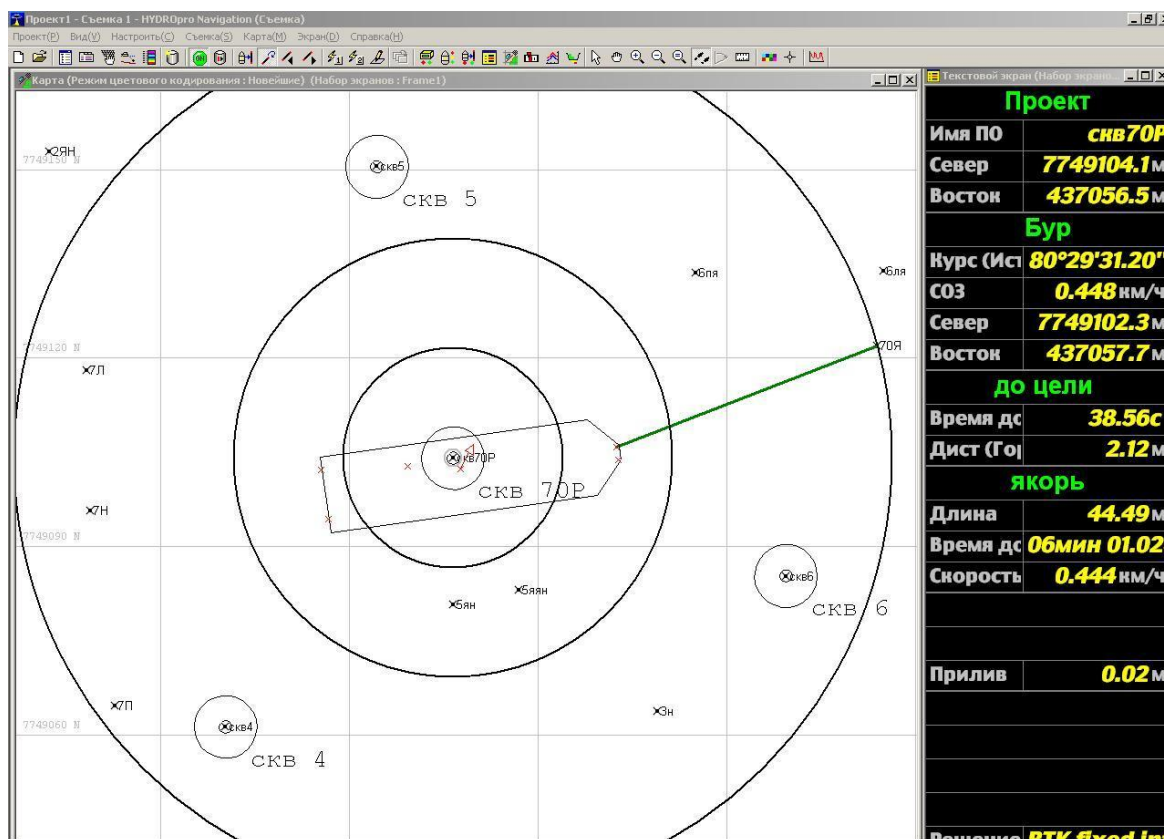 Проект1 - Съемка 1 - HYDROpro Navigation (Съемка)
Проект(P) Вид(V) Настроить(C) Съемка(S) Карта(M) Экран(D) Справка(H)
Карта (Режим цветового кодирования : Новейшие) (Набор экранов : Frame1)
2ЯН
7749150 N
скв5
скв 5
6пя
6ля
70Я
7749120 N
7Л
скв70Р
скв 70Р
7Н
7749090 N
скв6
скв 6
5яян
5ян
7П
3н
7749060 N
скв4
скв 4
Текстовой экран (Набор экрано...
Проект
Имя ПО скв70Р
Север 7749104.1м
Восток 437056.5м
Бур
Курс (Ист 80°29'31.20"
СОЗ 0.448км/ч
Север 7749102.3м
Восток 437057.7м
до цели
Время до 38.56с
Дист (Гор 2.12м
якорь
Длина 44.49м
Время до 06мин 01.02
Скорость 0.444км/ч
Прилив 0.02м
Решение RTK fixed int